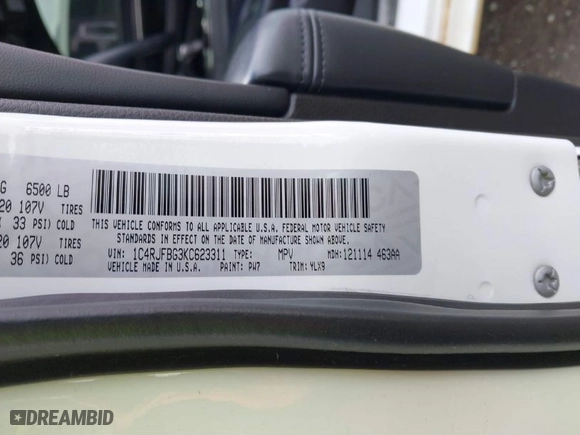 G 6500 LB
20 107V TIRES
33 PSI) COLD
20 107V TIRES
36 PSI) COLD
THIS VEHICLE CONFORMS TO ALL APPLICABLE U.S.A. FEDERAL MOTOR VEHICLE SAFETY
STANDARDS IN EFFECT ON THE DATE OF MANUFACTURE SHOWN ABOVE.
VIN: 1C4RJFBG3KC623311 TYPE: MPV MDH: 121114 463AA
VEHICLE MADE IN U.S.A. PAINT: PW7 TRIM: YLX9
DREAMBID